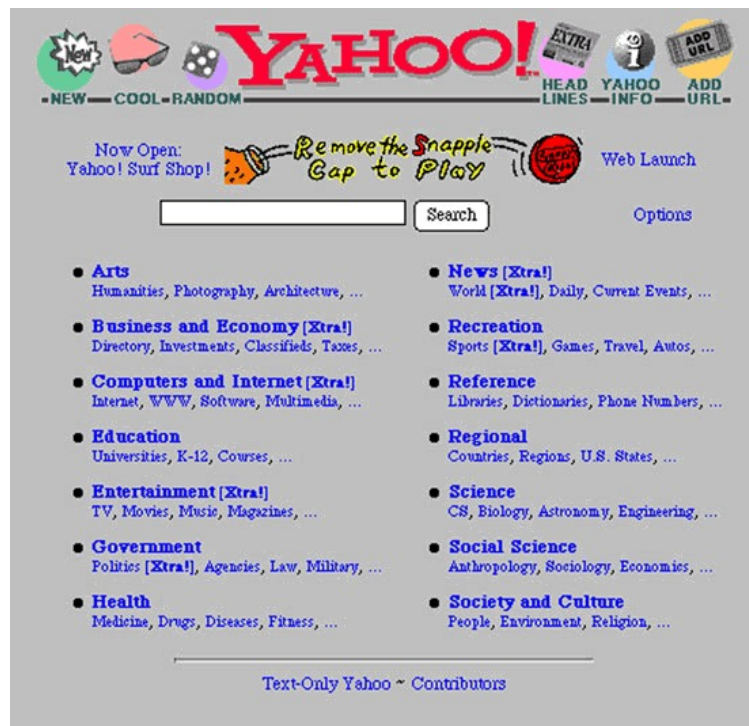 New
EXTRA
i
ADD URL
YAHOO!
NEW COOL RANDOM
HEAD LINES
YAHOO INFO
ADD URL
Now Open:
Yahoo! Surf Shop!
Remove the Snapple
Cap to Play
Web Launch
Search
Options
Arts
Humanities, Photography, Architecture, ...
Business and Economy [Xtra!]
Directory, Investments, Classifieds, Taxes, ...
Computers and Internet [Xtra!]
Internet, WWW, Software, Multimedia, ...
Education
Universities, K-12, Courses, ...
Entertainment [Xtra!]
TV, Movies, Music, Magazines, ...
Government
Politics [Xtra!], Agencies, Law, Military, ...
Health
Medicine, Drugs, Diseases, Fitness, ...
News [Xtra!]
World [Xtra!], Daily, Current Events, ...
Recreation
Sports [Xtra!], Games, Travel, Autos, ...
Reference
Libraries, Dictionaries, Phone Numbers, ...
Regional
Countries, Regions, U.S. States, ...
Science
CS, Biology, Astronomy, Engineering, ...
Social Science
Anthropology, Sociology, Economics, ...
Society and Culture
People, Environment, Religion, ...
Text-Only Yahoo ~ Contributors